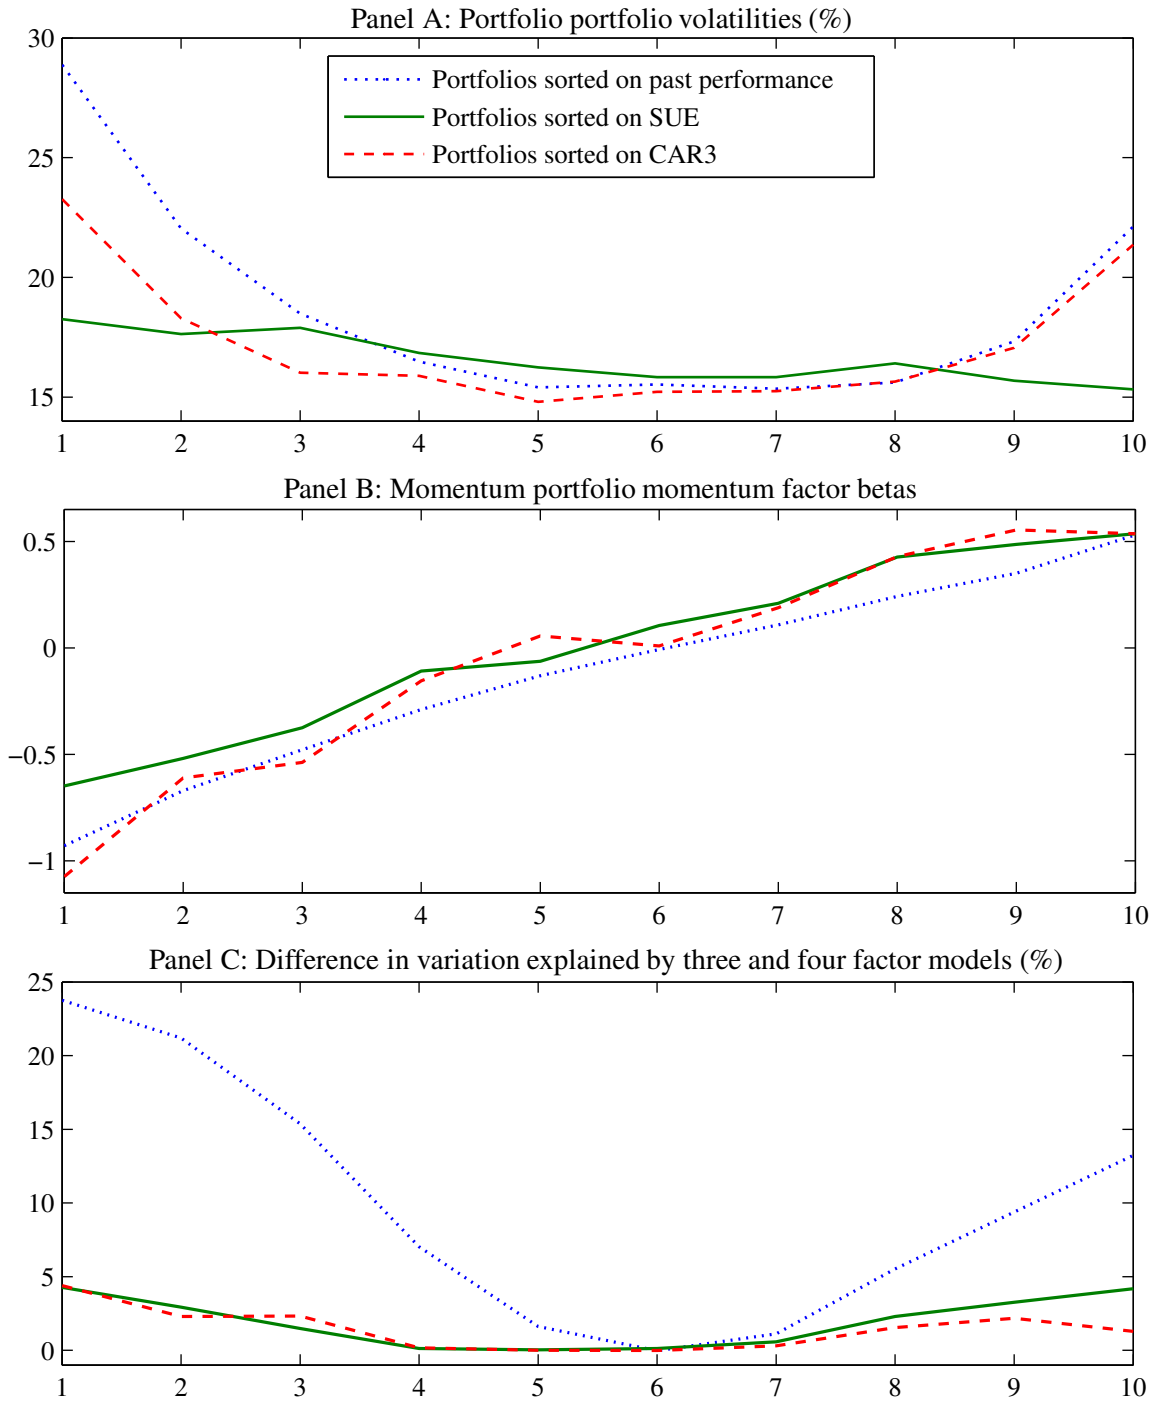 Panel A: Portfolio portfolio volatilities (%)
30
25
20
15
Portfolios sorted on past performance
Portfolios sorted on SUE
Portfolios sorted on CAR3
1 2 3 4 5 6 7 8 9 10
Panel B: Momentum portfolio momentum factor betas
0.5
0
−0.5
−1
1 2 3 4 5 6 7 8 9 10
Panel C: Difference in variation explained by three and four factor models (%)
25
20
15
10
5
0
1 2 3 4 5 6 7 8 9 10